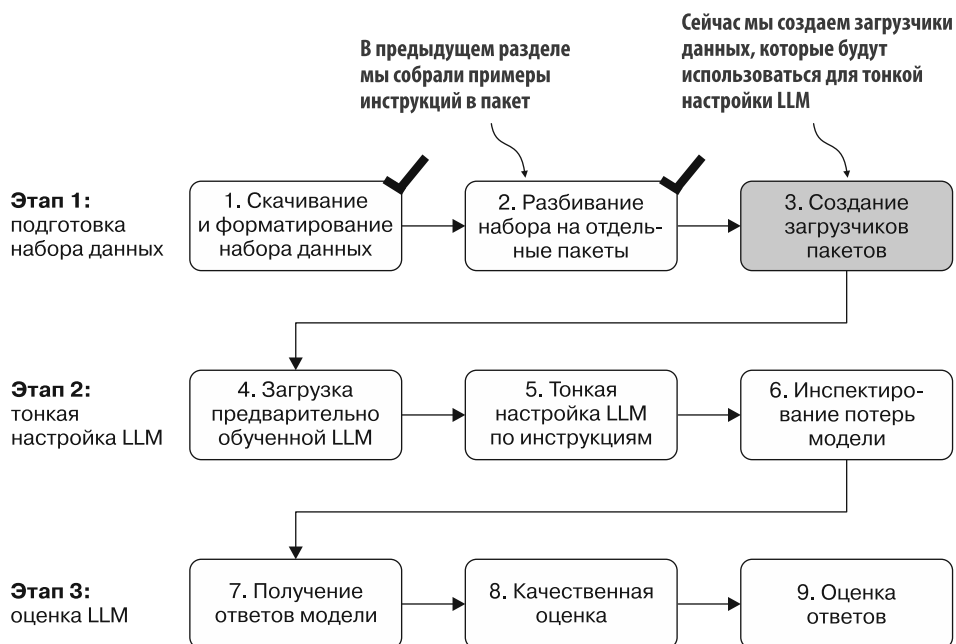 В предыдущем разделе
мы собрали примеры
инструкций в пакет
Сейчас мы создаем загрузчики
данных, которые будут
использоваться для тонкой
настройки LLM
Этап 1:
подготовка
набора данных
1. Скачивание
и форматирование
набора данных
2. Разбивание
набора на отдель-
ные пакеты
3. Создание
загрузчиков
пакетов
Этап 2:
тонкая
настройка LLM
4. Загрузка
предварительно
обученной LLM
5. Тонкая
настройка LLM
по инструкциям
6. Инспектиро-
вание потерь
модели
Этап 3:
оценка LLM
7. Получение
ответов модели
8. Качественная
оценка
9. Оценка
ответов